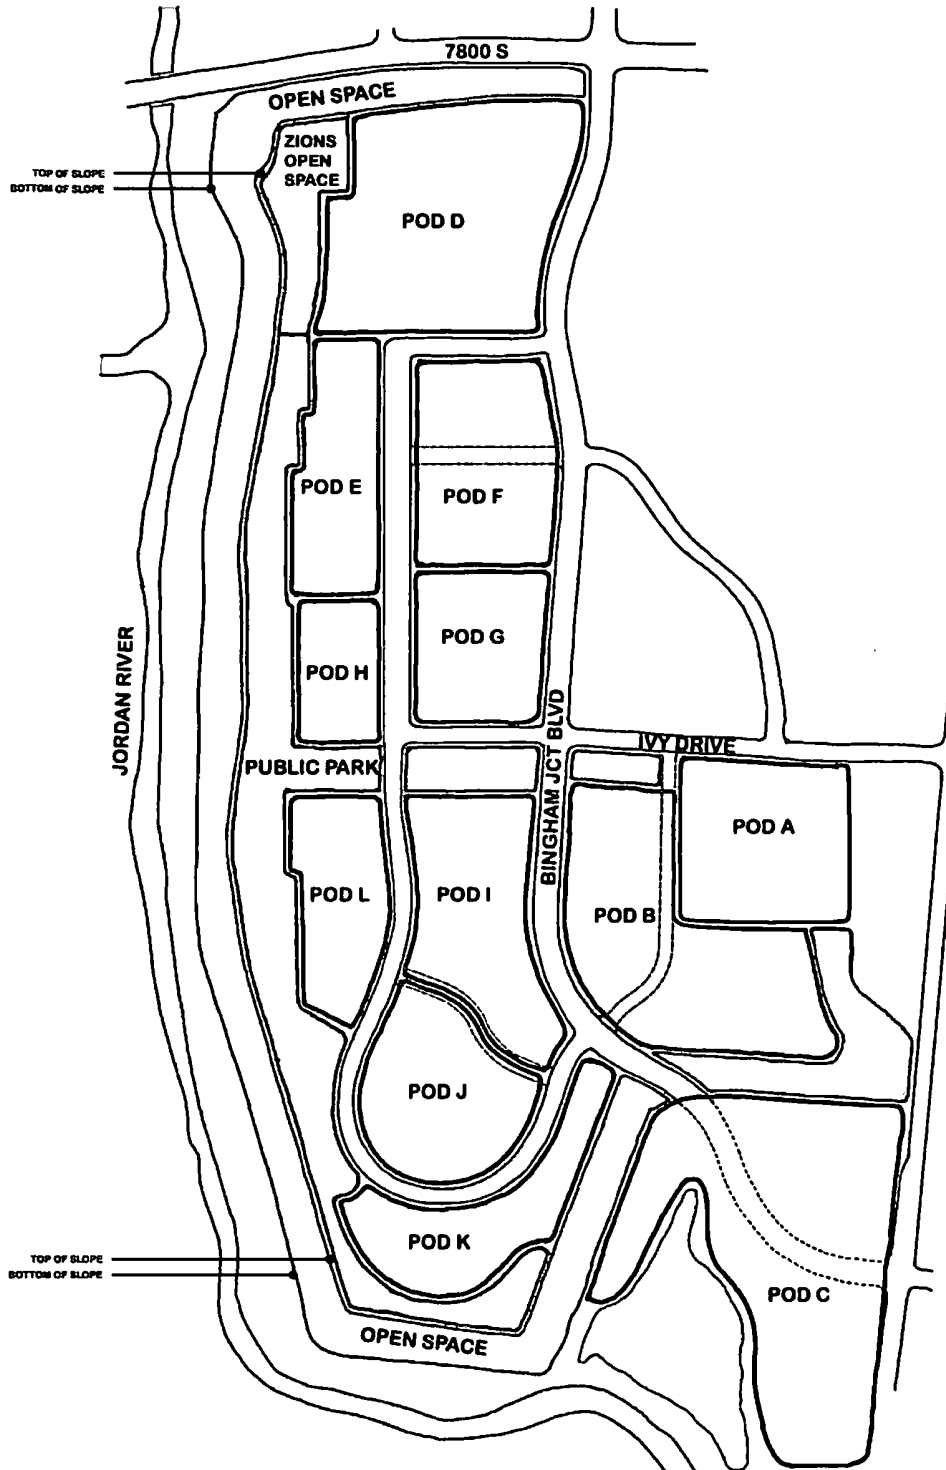 7800 S
OPEN SPACE
ZIONS
OPEN
SPACE
TOP OF SLOPE
BOTTOM OF SLOPE
POD D
POD E
POD F
POD G
POD H
JORDAN RIVER
BINGHAM JCT BLVD
IVY DRIVE
PUBLIC PARK
POD A
POD L
POD I
POD B
POD J
POD K
TOP OF SLOPE
BOTTOM OF SLOPE
POD C
OPEN SPACE